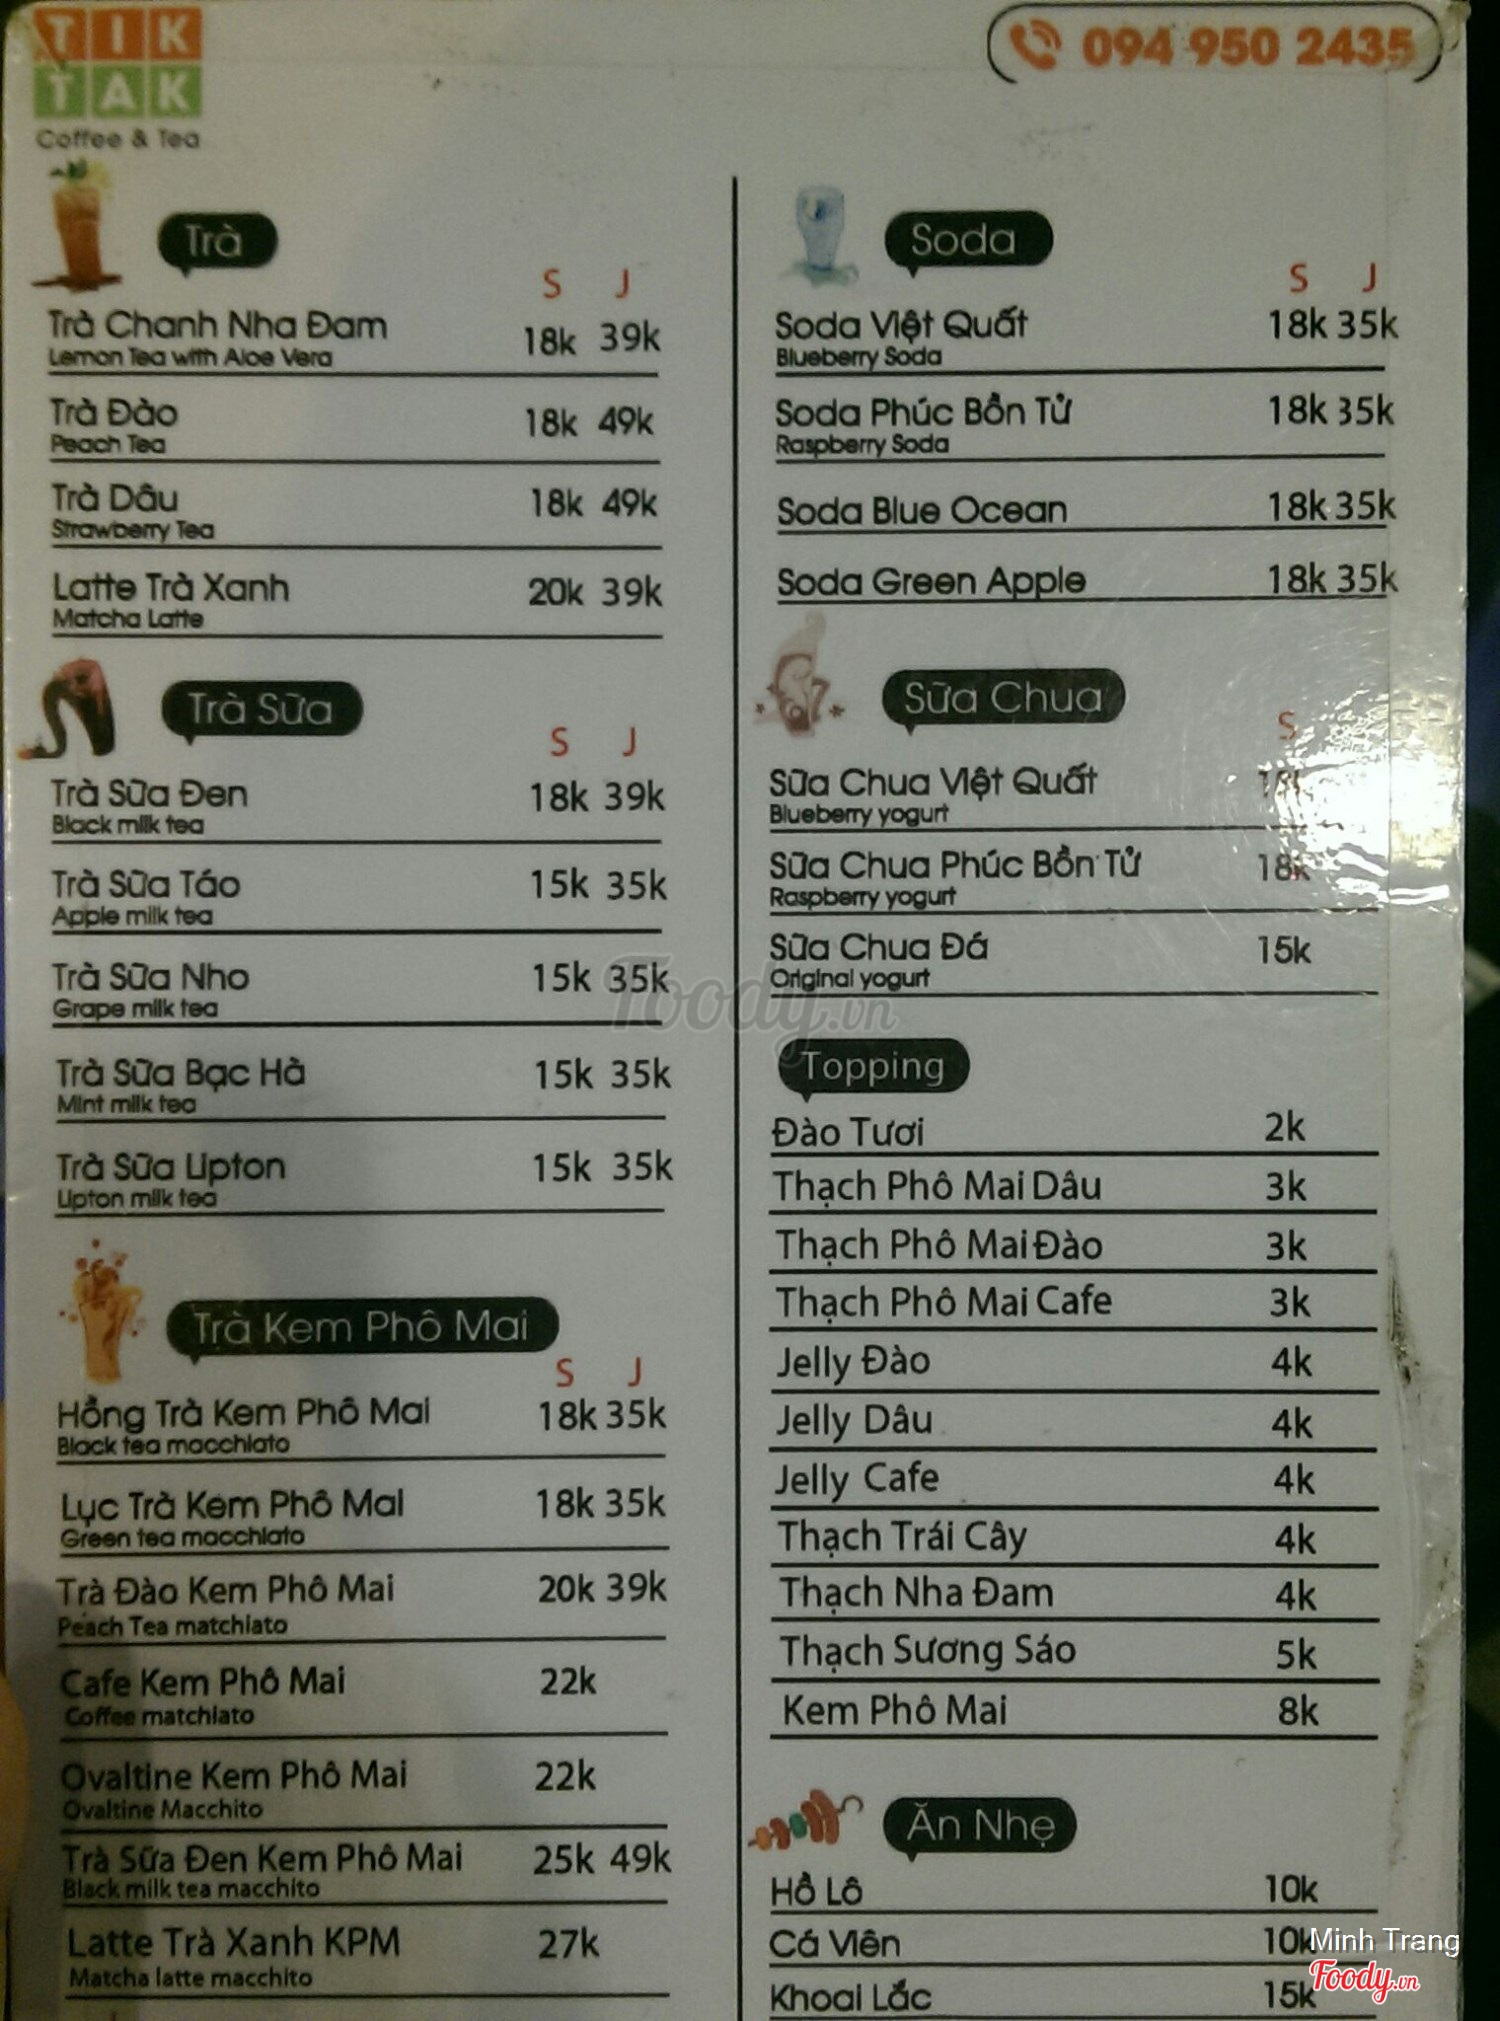 TIK
TAK
Coffee & Tea
094 950 2435
Trà
S J
Trà Chanh Nha Đam 18k 39k
Lemon Tea with Aloe Vera
Trà Đào 18k 49k
Peach Tea
Trà Dâu 18k 49k
Strawberry Tea
Latte Trà Xanh 20k 39k
Matcha Latte
Trà Sữa
S J
Trà Sữa Đen 18k 39k
Black milk tea
Trà Sữa Táo 15k 35k
Apple milk tea
Trà Sữa Nho 15k 35k
Grape milk tea
Trà Sữa Bạc Hà 15k 35k
Mint milk tea
Trà Sữa Lipton 15k 35k
Lipton milk tea
Trà Kem Phô Mai
S J
Hồng Trà Kem Phô Mai 18k 35k
Black tea macchiato
Lục Trà Kem Phô Mai 18k 35k
Green tea macchiato
Trà Đào Kem Phô Mai 20k 39k
Peach Tea matchiato
Cafe Kem Phô Mai 22k
Coffee matchiato
Ovaltine Kem Phô Mai 22k
Ovaltine Macchito
Trà Sữa Đen Kem Phô Mai 25k 49k
Black milk tea macchito
Latte Trà Xanh KPM 27k
Matcha latte macchito
Soda
S J
Soda Việt Quất 18k 35k
Blueberry Soda
Soda Phúc Bồn Tử 18k 35k
Raspberry Soda
Soda Blue Ocean 18k 35k
Soda Green Apple 18k 35k
Sữa Chua
S
Sữa Chua Việt Quất 18k
Blueberry yogurt
Sữa Chua Phúc Bồn Tử 18k
Raspberry yogurt
Sữa Chua Đá 15k
Original yogurt
Topping
Đào Tươi 2k
Thạch Phô Mai Dâu 3k
Thạch Phô Mai Đào 3k
Thạch Phô Mai Cafe 3k
Jelly Đào 4k
Jelly Dâu 4k
Jelly Cafe 4k
Thạch Trái Cây 4k
Thạch Nha Đam 4k
Thạch Sương Sáo 5k
Kem Phô Mai 8k
Ăn Nhẹ
Hồ Lô 10k
Cá Viên 10k
Khoai Lắc 15k
Foody.vn
Minh Trang
Foody.vn